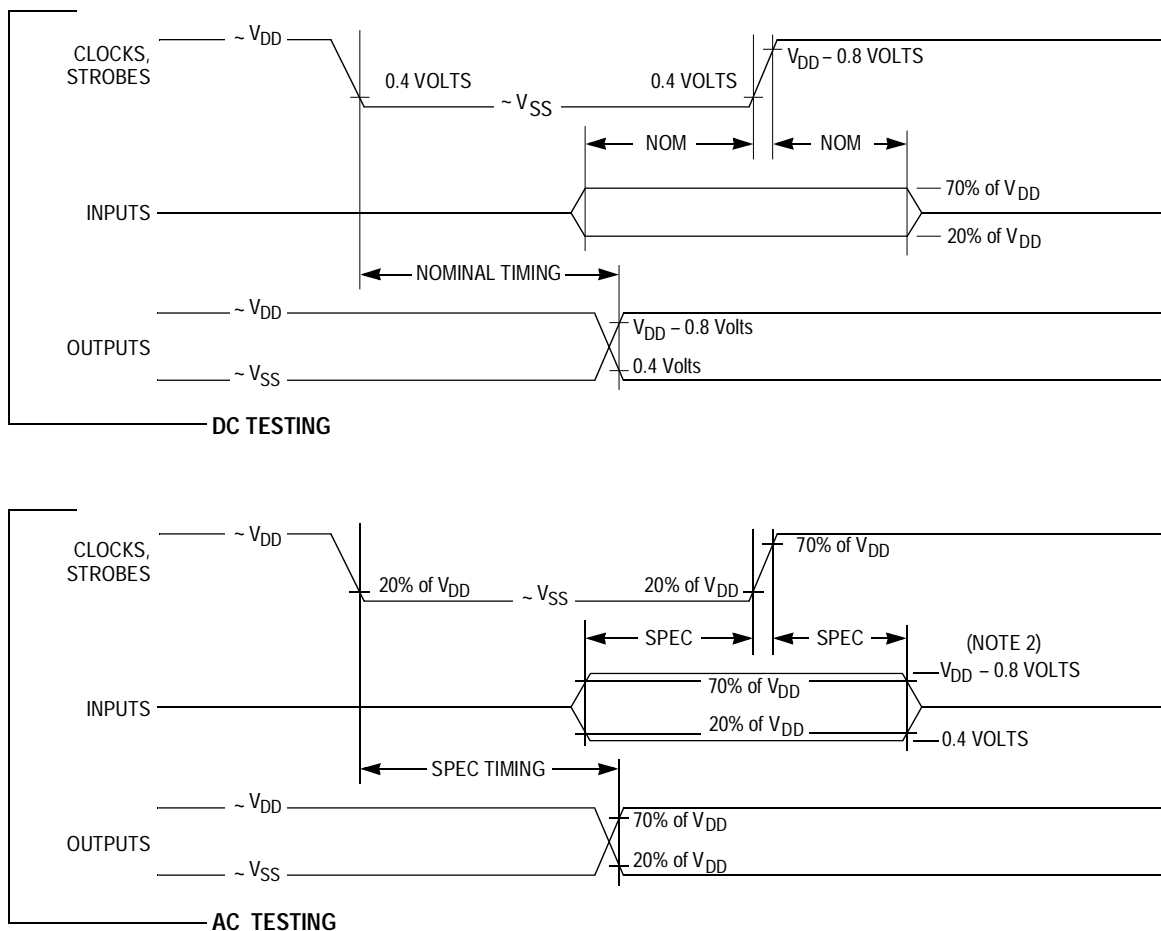 ~ VDD
CLOCKS,
STROBES
VDD – 0.8 VOLTS
0.4 VOLTS
0.4 VOLTS
~ VSS
NOM
NOM
70% of VDD
INPUTS
20% of VDD
NOMINAL TIMING
~ VDD
VDD – 0.8 Volts
OUTPUTS
0.4 Volts
~ VSS
DC TESTING
~ VDD
CLOCKS,
STROBES
70% of VDD
20% of VDD
20% of VDD
~ VSS
SPEC
SPEC
(NOTE 2)
VDD – 0.8 VOLTS
70% of VDD
INPUTS
20% of VDD
0.4 VOLTS
SPEC TIMING
~ VDD
70% of VDD
OUTPUTS
20% of VDD
~ VSS
AC TESTING